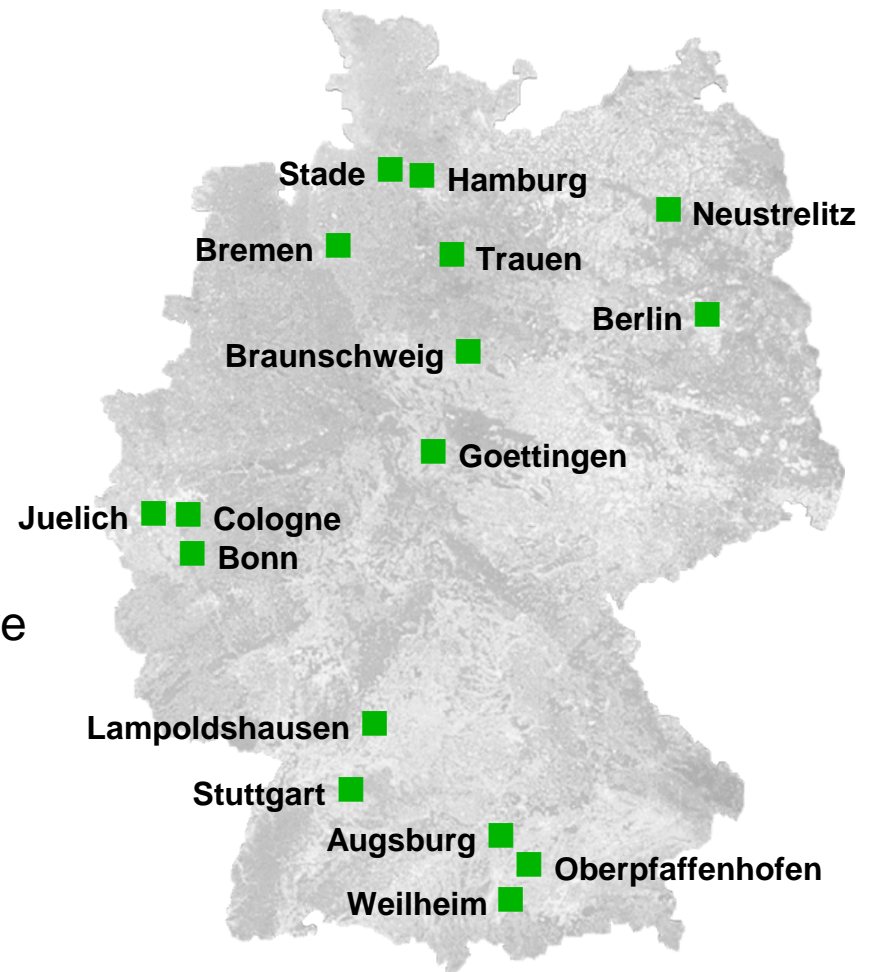 Stade
Hamburg
Neustrelitz
Bremen
Trauen
Berlin
Braunschweig
Goettingen
Juelich
Cologne
Bonn
e
Lampoldshausen
Stuttgart
Augsburg
Oberpfaffenhofen
Weilheim